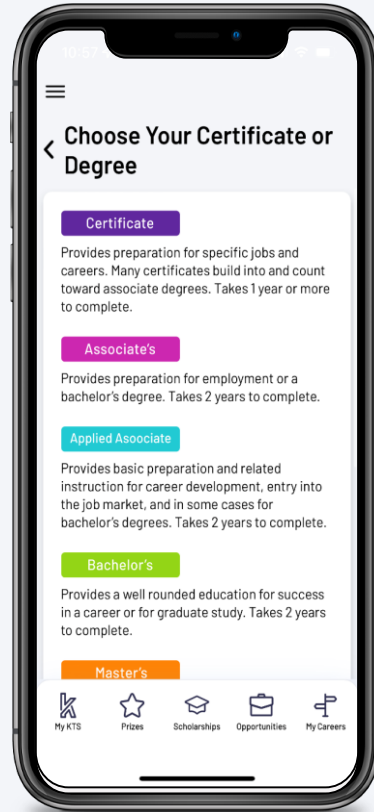 10:57
Choose Your Certificate or
Degree
Certificate
Provides preparation for specific jobs and
careers. Many certificates build into and count
toward associate degrees. Takes 1 year or more
to complete.
Associate's
Provides preparation for employment or a
bachelor's degree. Takes 2 years to complete.
Applied Asoociate
Provides basic preparation and related
instruction for career development, entry into
the job market, and in some cases for
bachelor's degrees. Takes 2 years to complete.
Bachelor's
Provides a well rounded education for success
in a career or for graduate study. Takes 2 years
to complete.
Master's
My KTS Prizes Scholarships Opportunities My Careers